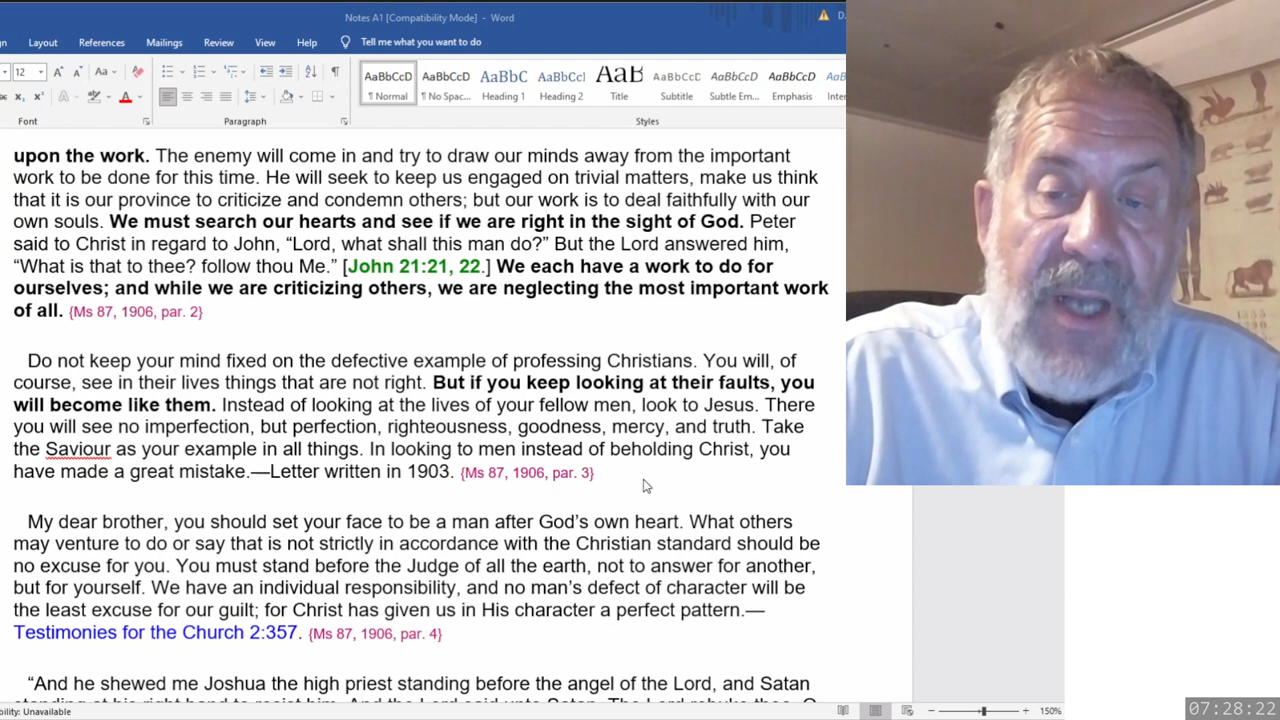 Notes A1 [Compatibility Mode] - Word
Layout References Mailings Review View Help Tell me what you want to do
12 Aa
AaBbCcD AaBbCcD AaBbC AaBbCcI AaB AaBbCcD AaBbCcD AaBbCcD
¶ Normal ¶ No Spac... Heading 1 Heading 2 Title Subtitle Subtle Em... Emphasis
Font Paragraph Styles
upon the work. The enemy will come in and try to draw our minds away from the important
work to be done for this time. He will seek to keep us engaged on trivial matters, make us think
that it is our province to criticize and condemn others; but our work is to deal faithfully with our
own souls. We must search our hearts and see if we are right in the sight of God. Peter
said to Christ in regard to John, “Lord, what shall this man do?” But the Lord answered him,
“What is that to thee? follow thou Me.” [John 21:21, 22.] We each have a work to do for
ourselves; and while we are criticizing others, we are neglecting the most important work
of all. {Ms 87, 1906, par. 2}
Do not keep your mind fixed on the defective example of professing Christians. You will, of
course, see in their lives things that are not right. But if you keep looking at their faults, you
will become like them. Instead of looking at the lives of your fellow men, look to Jesus. There
you will see no imperfection, but perfection, righteousness, goodness, mercy, and truth. Take
the Saviour as your example in all things. In looking to men instead of beholding Christ, you
have made a great mistake.—Letter written in 1903. {Ms 87, 1906, par. 3}
My dear brother, you should set your face to be a man after God’s own heart. What others
may venture to do or say that is not strictly in accordance with the Christian standard should be
no excuse for you. You must stand before the Judge of all the earth, not to answer for another,
but for yourself. We have an individual responsibility, and no man’s defect of character will be
the least excuse for our guilt; for Christ has given us in His character a perfect pattern.—
Testimonies for the Church 2:357. {Ms 87, 1906, par. 4}
“And he shewed me Joshua the high priest standing before the angel of the Lord, and Satan
bility: Unavailable 150%
07:28:22